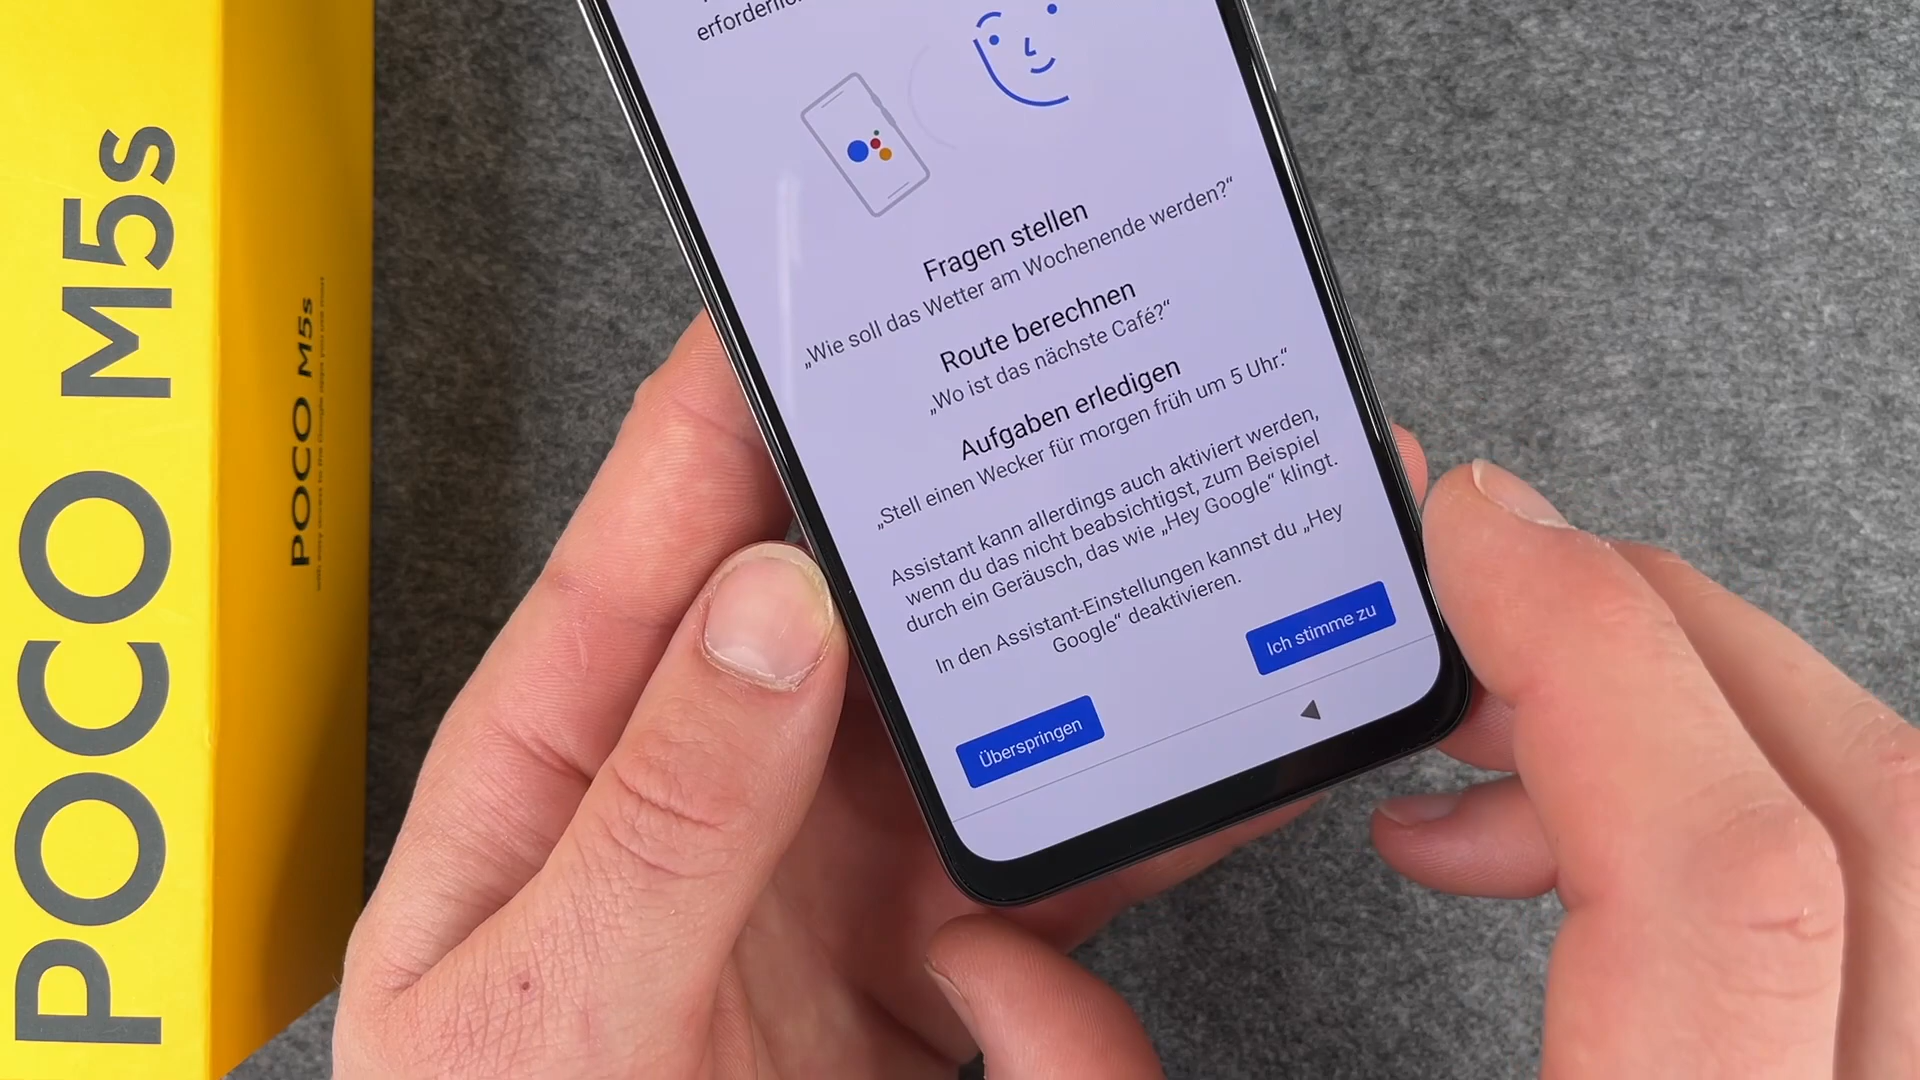 POCO M5s
POCO M5s
Fragen stellen
„Wie soll das Wetter am Wochenende werden?“
Route berechnen
„Wo ist das nächste Café?“
Aufgaben erledigen
„Stell einen Wecker für morgen früh um 5 Uhr.“
Assistant kann allerdings auch aktiviert werden,
wenn du das nicht beabsichtigst, zum Beispiel
durch ein Geräusch, das wie „Hey Google“ klingt.
In den Assistant-Einstellungen kannst du „Hey
Google“ deaktivieren.
Ich stimme zu
Überspringen